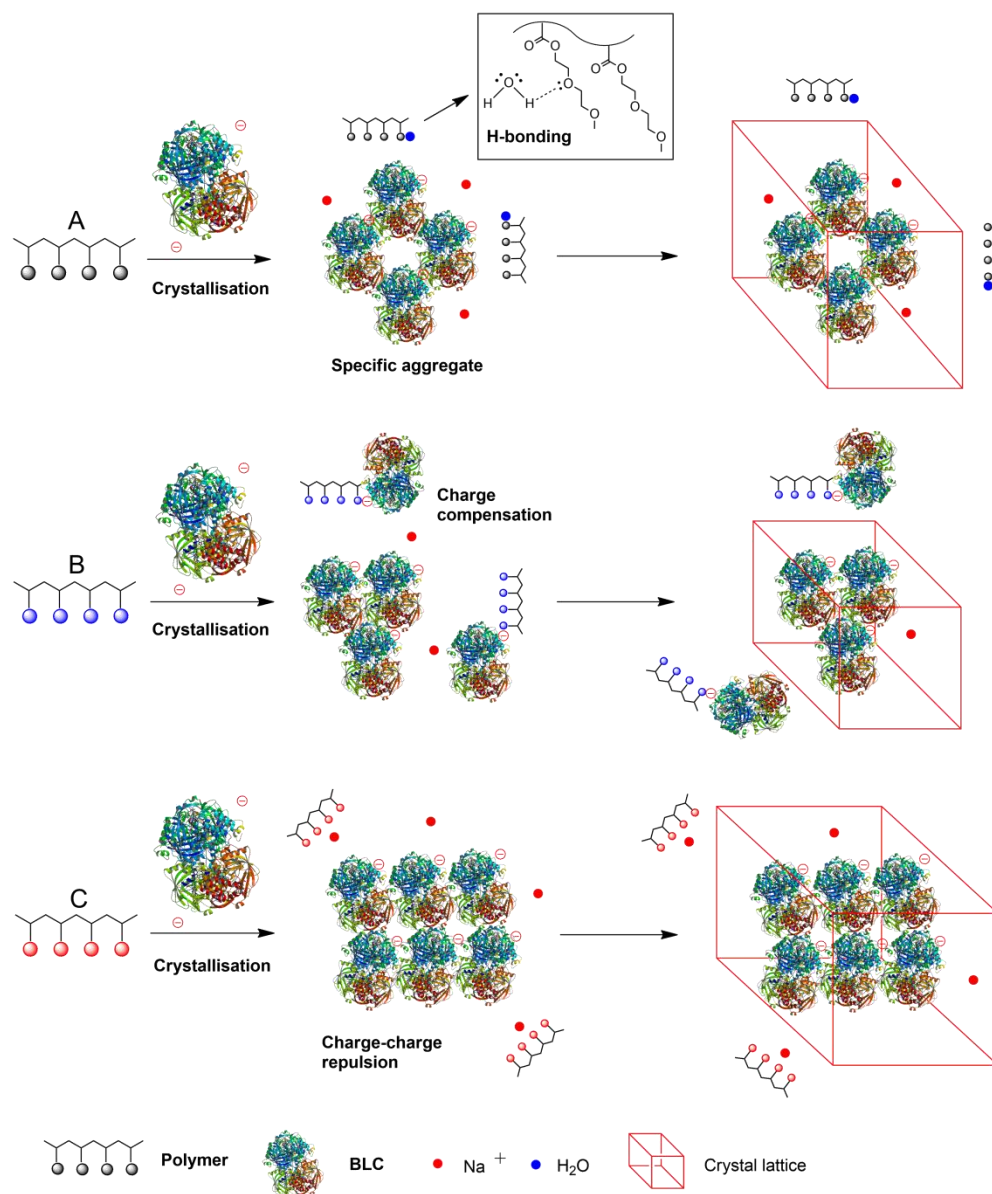 H-bonding
O
O
O
O
O
O
O
O
H
H
O
A
Crystallisation
Specific aggregate
B
Crystallisation
Charge
compensation
C
Crystallisation
Charge-charge
repulsion
Polymer
BLC
Na +
H2O
Crystal lattice